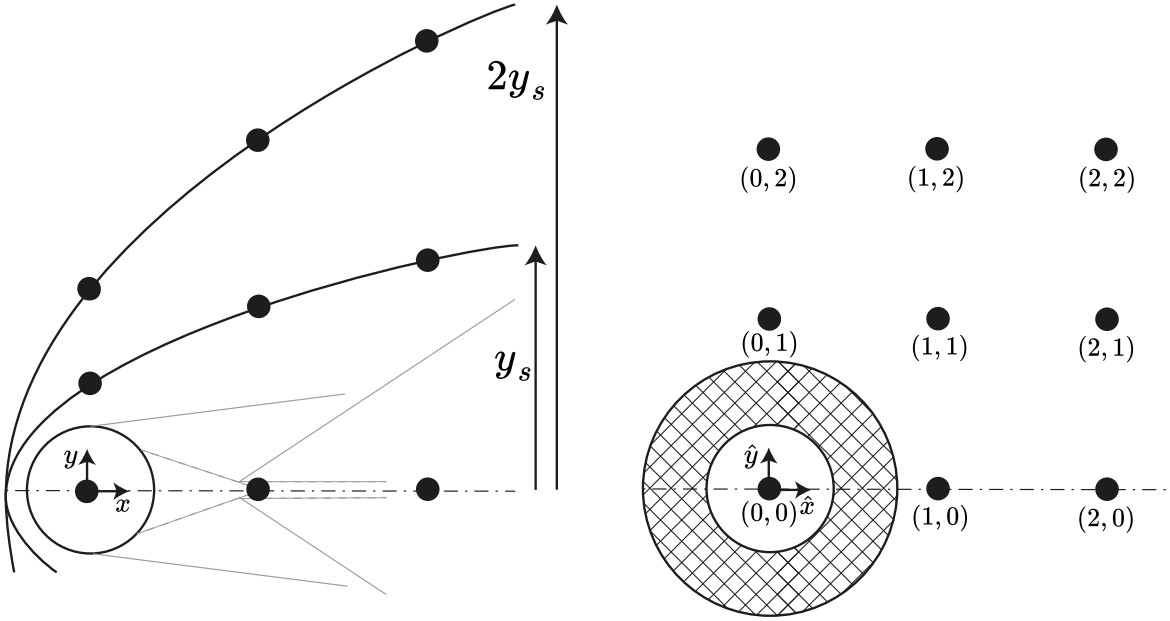 2y_s
y_s
y
x
(0, 2)
(1, 2)
(2, 2)
(0, 1)
(1, 1)
(2, 1)
ŷ
x̂
(0, 0)
(1, 0)
(2, 0)